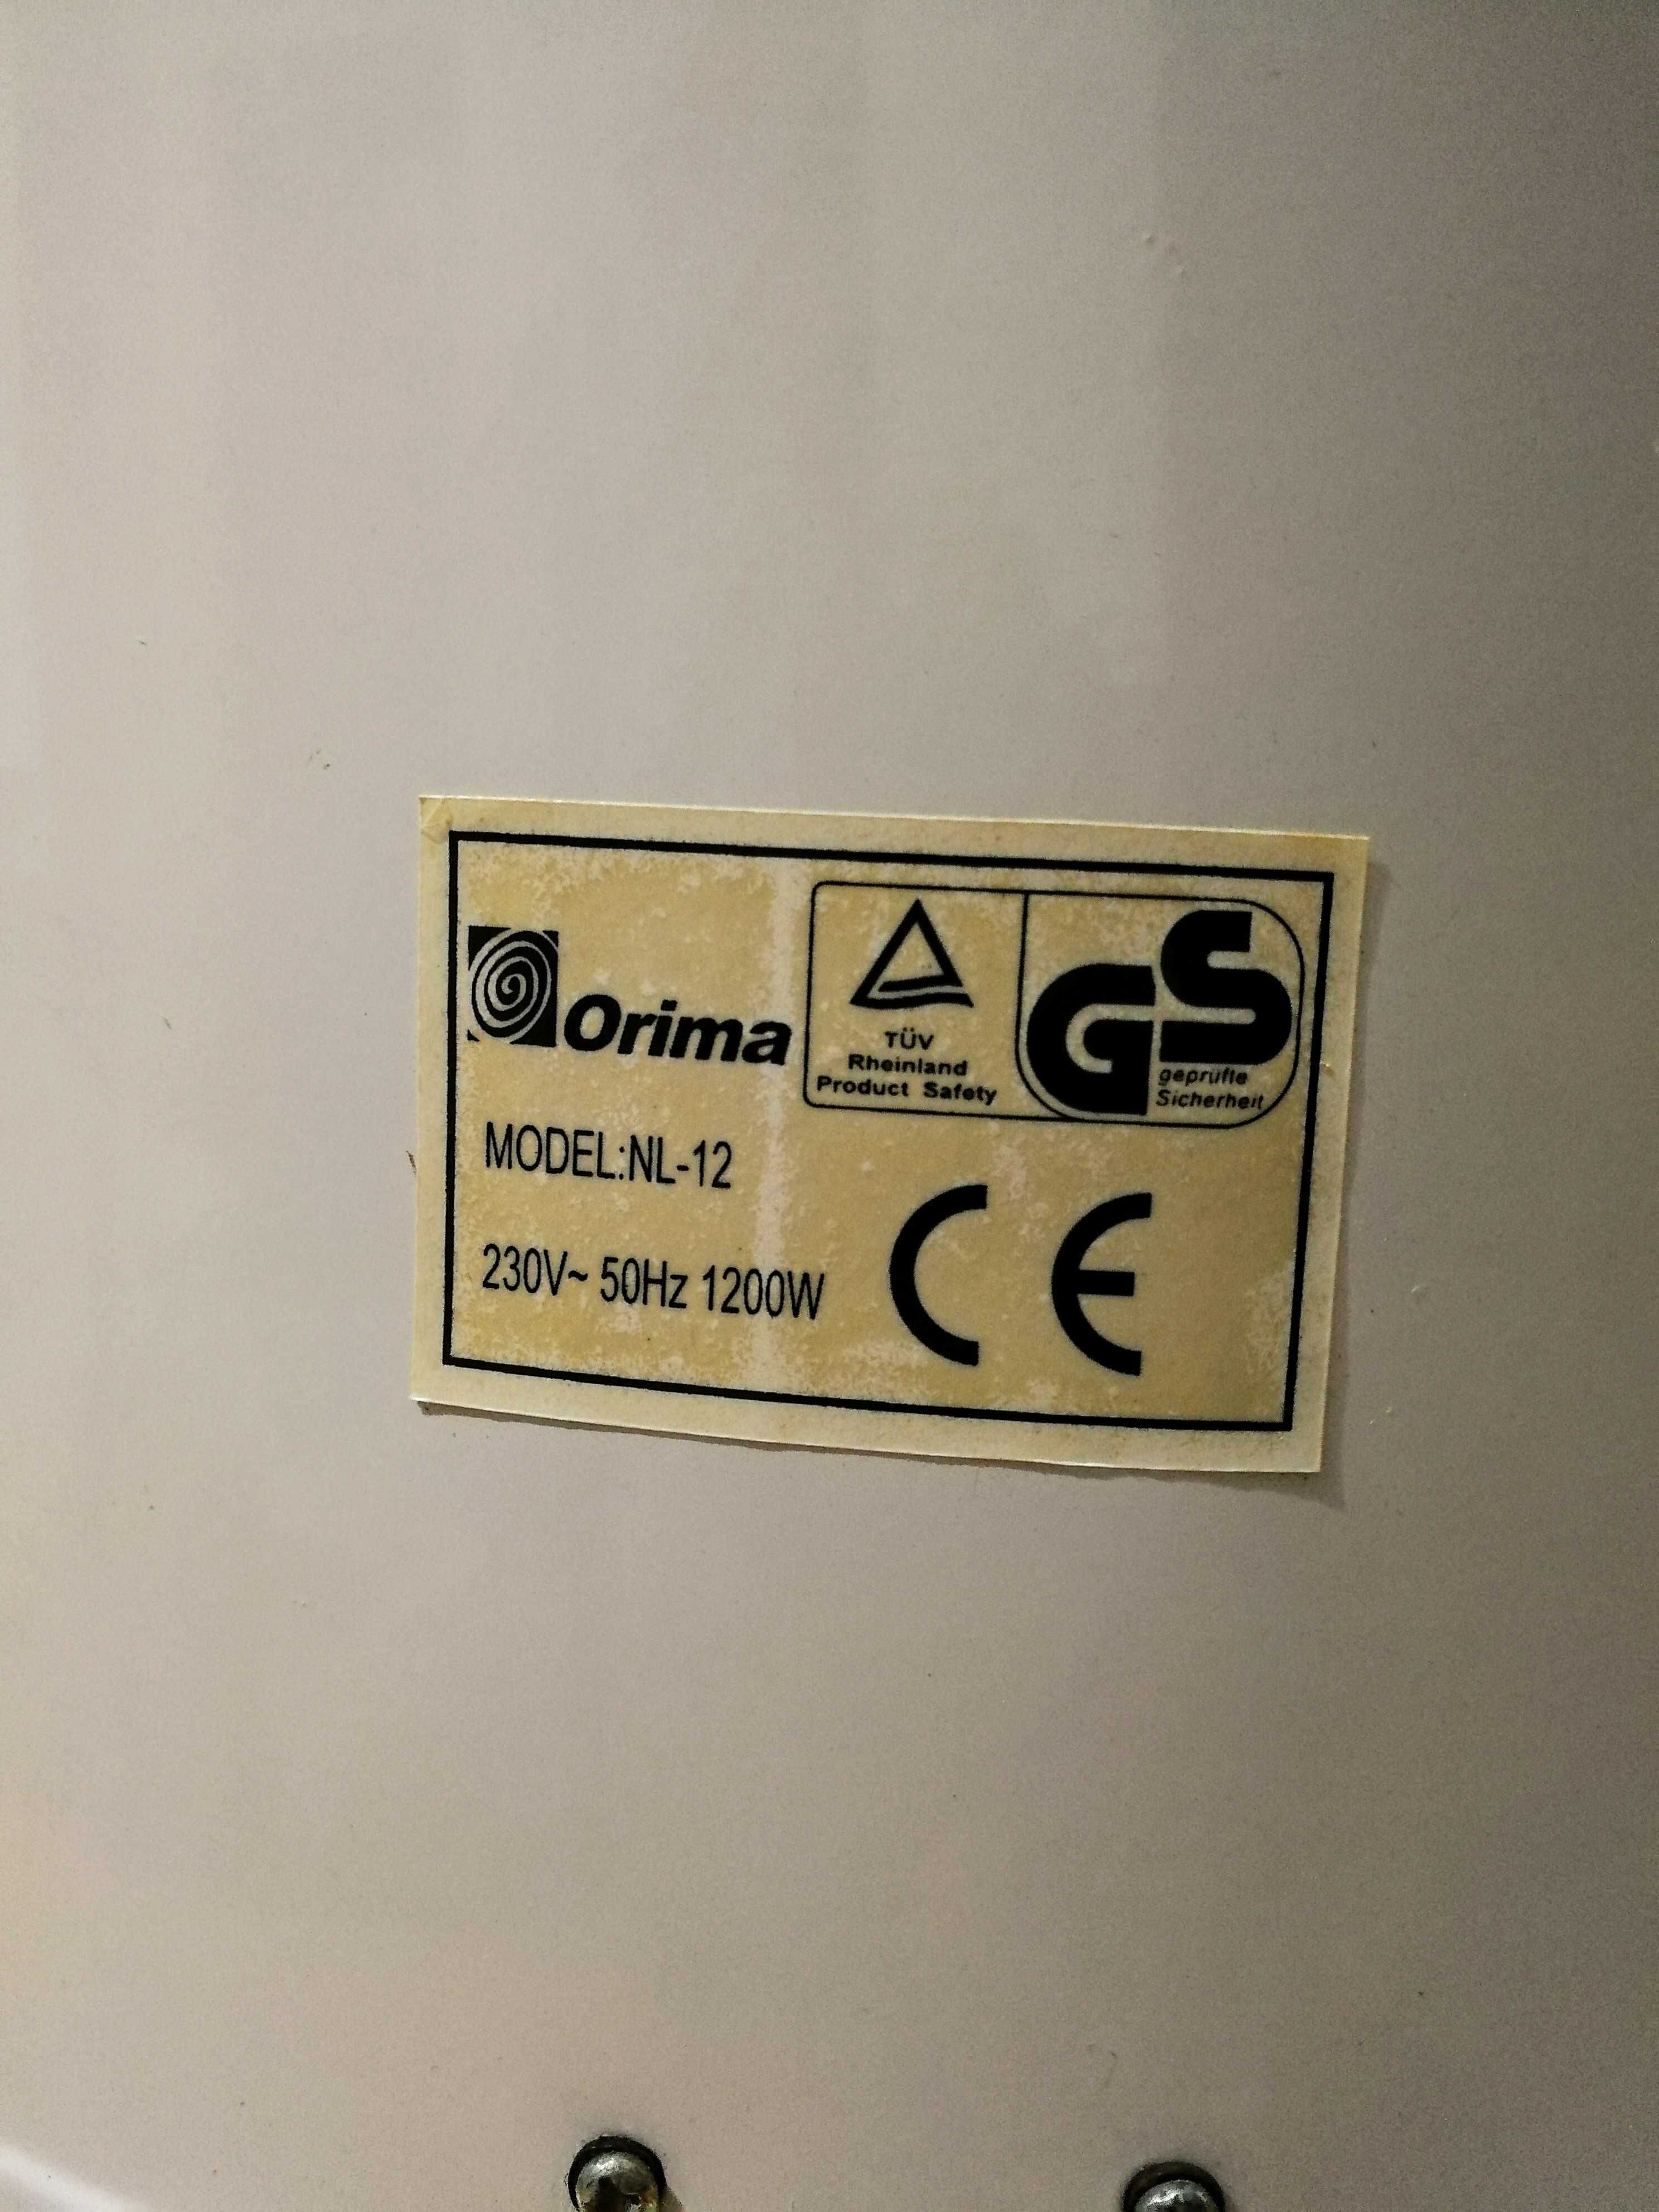 Orima
TÜV
Rheinland
Product Safety
GS
geprüfte
Sicherheit
MODEL:NL-12
230V~ 50Hz 1200W
CE